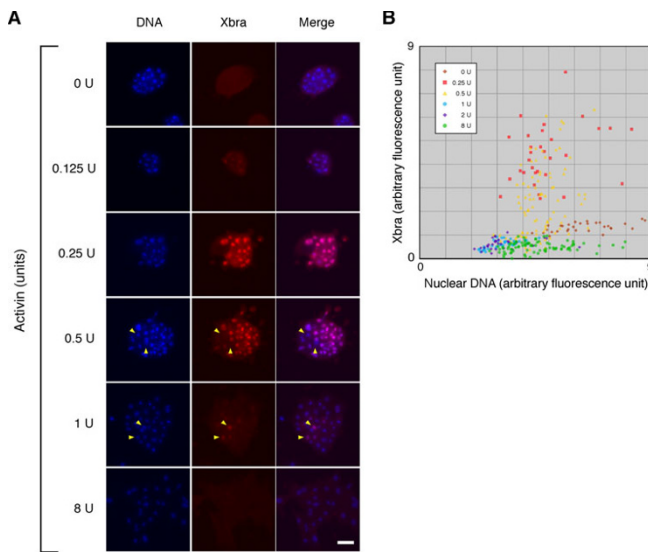 A
DNA
Xbra
Merge
Activin (units)
0 U
0.125 U
0.25 U
0.5 U
1 U
8 U
B
Xbra (arbitrary fluorescence unit)
9
0
0 U
0.25 U
0.5 U
1 U
2 U
8 U
0
Nuclear DNA (arbitrary fluorescence unit)